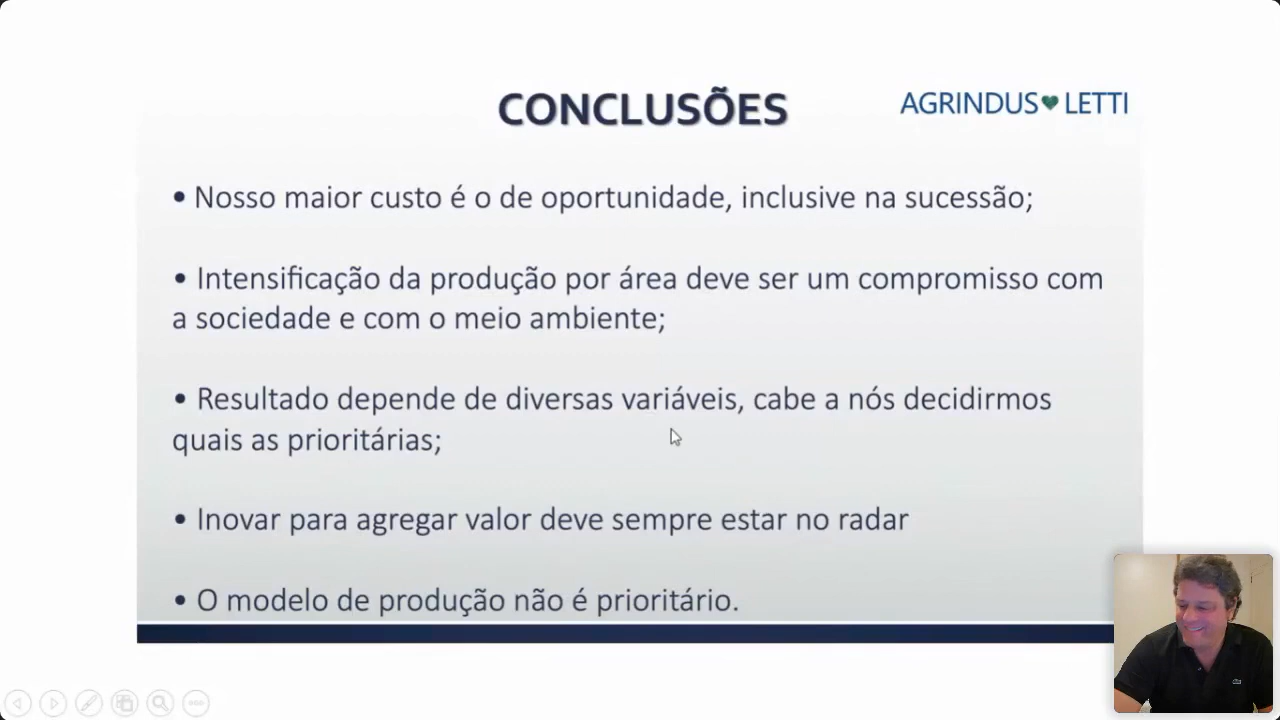 CONCLUSÕES
AGRINDUS LETTI
• Nosso maior custo é o de oportunidade, inclusive na sucessão;
• Intensificação da produção por área deve ser um compromisso com
a sociedade e com o meio ambiente;
• Resultado depende de diversas variáveis, cabe a nós decidirmos
quais as prioritárias;
• Inovar para agregar valor deve sempre estar no radar
• O modelo de produção não é prioritário.